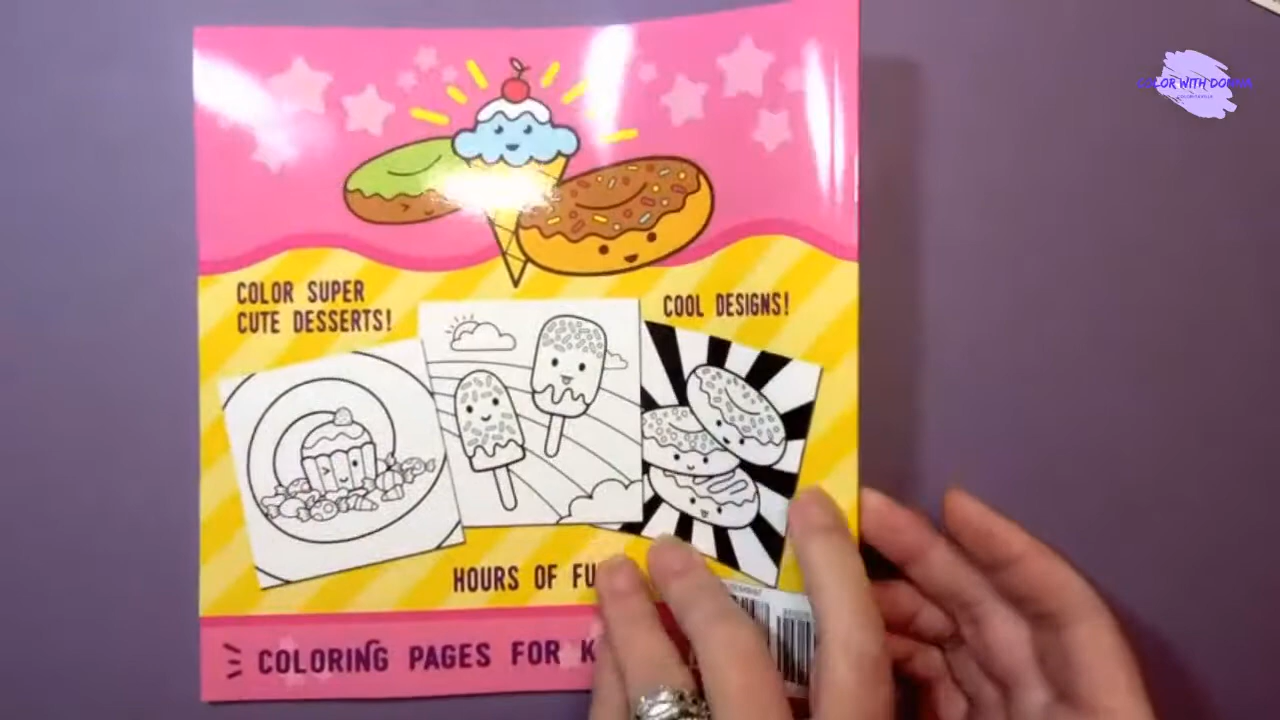 COLOR WITH DONNA
COLOR SUPER
CUTE DESSERTS!
COOL DESIGNS!
HOURS OF FU
COLORING PAGES FOR K